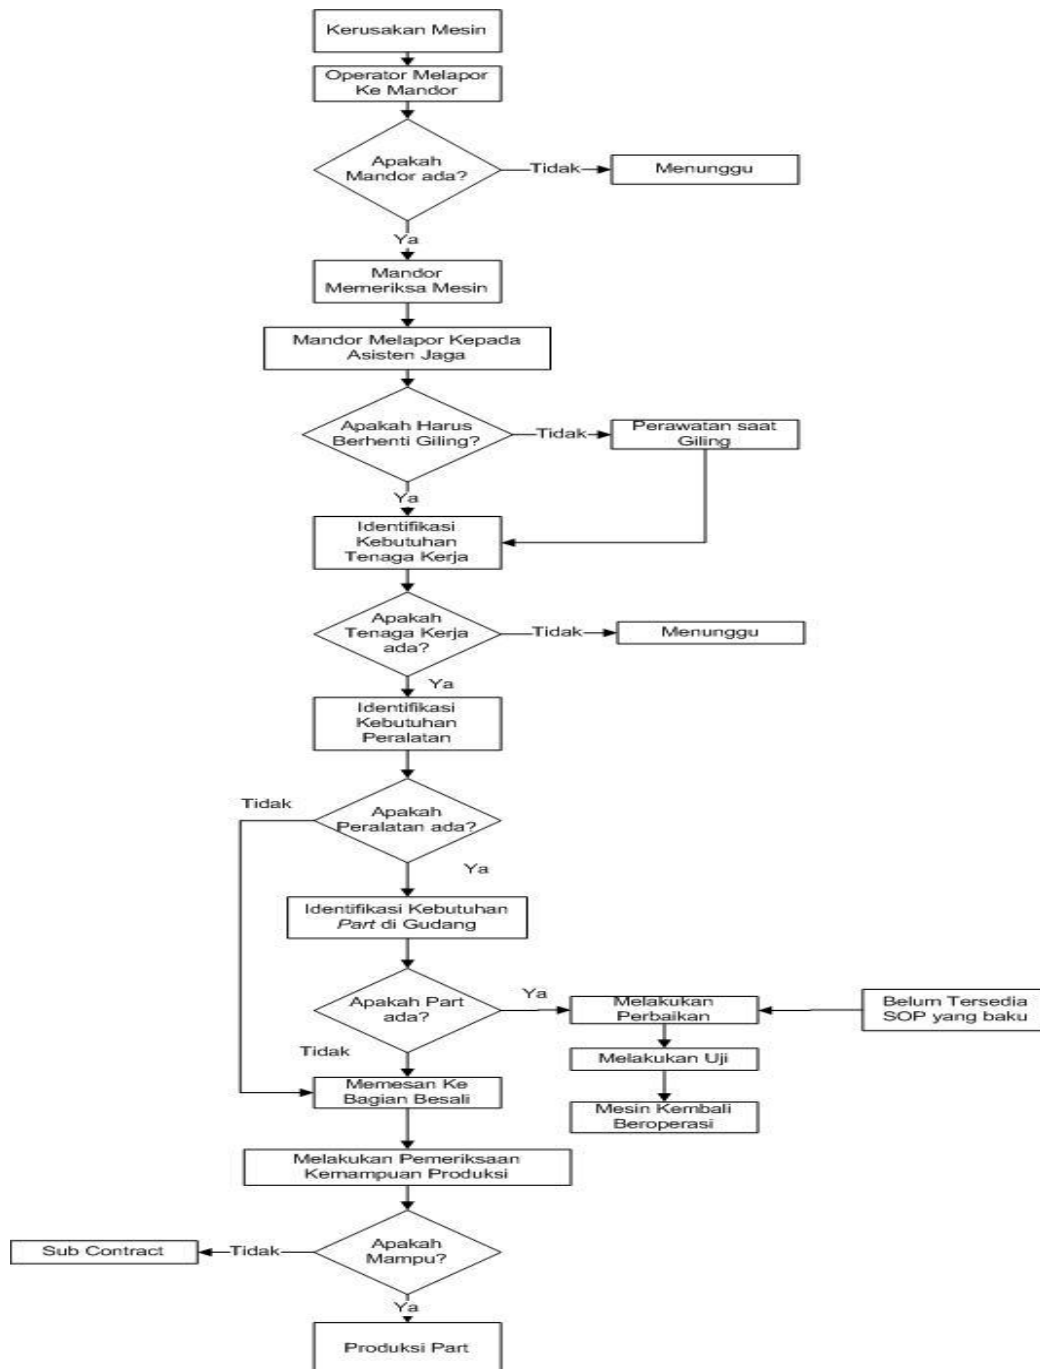 Kerusakan Mesin
Operator Melapor
Ke Mandor
Apakah
Mandor ada?
Tidak
Menunggu
Ya
Mandor
Memeriksa Mesin
Mandor Melapor Kepada
Asisten Jaga
Apakah Harus
Berhenti Giling?
Tidak
Perawatan saat
Giling
Ya
Identifikasi
Kebutuhan
Tenaga Kerja
Apakah
Tenaga Kerja
ada?
Tidak
Menunggu
Ya
Identifikasi
Kebutuhan
Peralatan
Tidak
Apakah
Peralatan ada?
Ya
Identifikasi Kebutuhan
Part di Gudang
Apakah Part
ada?
Ya
Melakukan
Perbaikan
Belum Tersedia
SOP yang baku
Tidak
Melakukan Uji
Memesan Ke
Bagian Besali
Mesin Kembali
Beroperasi
Melakukan Pemeriksaan
Kemampuan Produksi
Apakah
Mampu?
Tidak
Sub Contract
Ya
Produksi Part